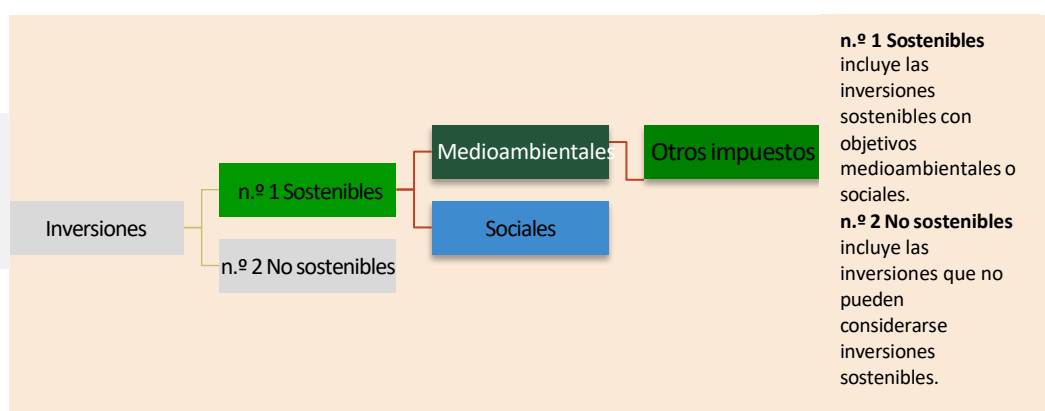 Inversiones
n.º 1 Sostenibles
n.º 2 No sostenibles
Medioambientales
Sociales
Otros impuestos
n.º 1 Sostenibles
incluye las
inversiones
sostenibles con
objetivos
medioambientales o
sociales.
n.º 2 No sostenibles
incluye las
inversiones que no
pueden
considerarse
inversiones
sostenibles.